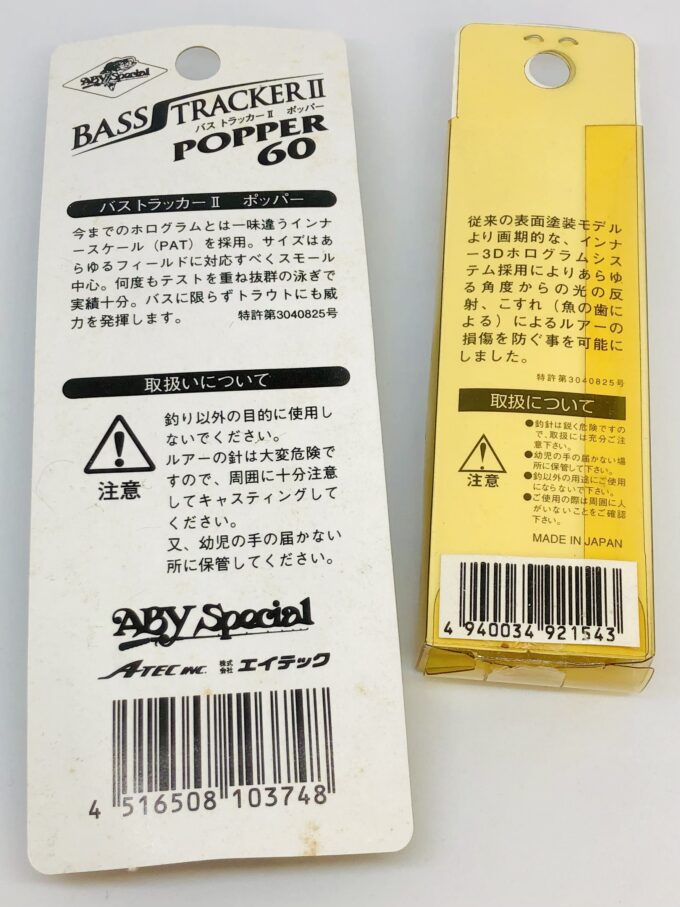 ABY Special
BASS TRACKER II
バス トラッカー II ポッパー
POPPER
60
バストラッカー II ポッパー
今までのホログラムとは一味違うインナ
ースケール（PAT）を採用。サイズはあ
らゆるフィールドに対応すべくスモール
中心。何度もテストを重ね抜群の泳ぎで
実績十分。バスに限らずトラウトにも威
力を発揮します。 特許第3040825号
取扱いについて
注意
釣り以外の目的に使用し
ないでください。
ルアーの針は大変危険で
すので、周囲に十分注意
してキャスティングして
ください。
又、幼児の手の届かない
所に保管してください。
ABY Special
A-TEC INC. 株式会社 エイテック
4 516508 103748
従来の表面塗装モデル
より画期的な、インナ
ー3Dホログラムシス
テム採用によりあらゆ
る角度からの光の反
射、こすれ（魚の歯に
よる）によるルアーの
損傷を防ぐ事を可能に
しました。
特許第3040825号
取扱について
注意
●釣針は鋭く危険ですの
で、取扱には充分ご注
意下さい。
●幼児の手の届かない場
所に保管して下さい。
●釣以外の用途にご使用
にならないで下さい。
●ご使用の際は周囲に人
がいないことをご確認
下さい。
MADE IN JAPAN
4 940034 921543